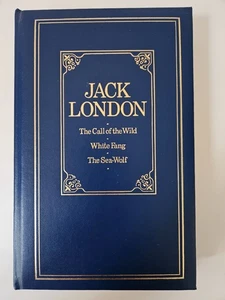 JACK
LONDON
The Call of the Wild
White Fang
The Sea-Wolf